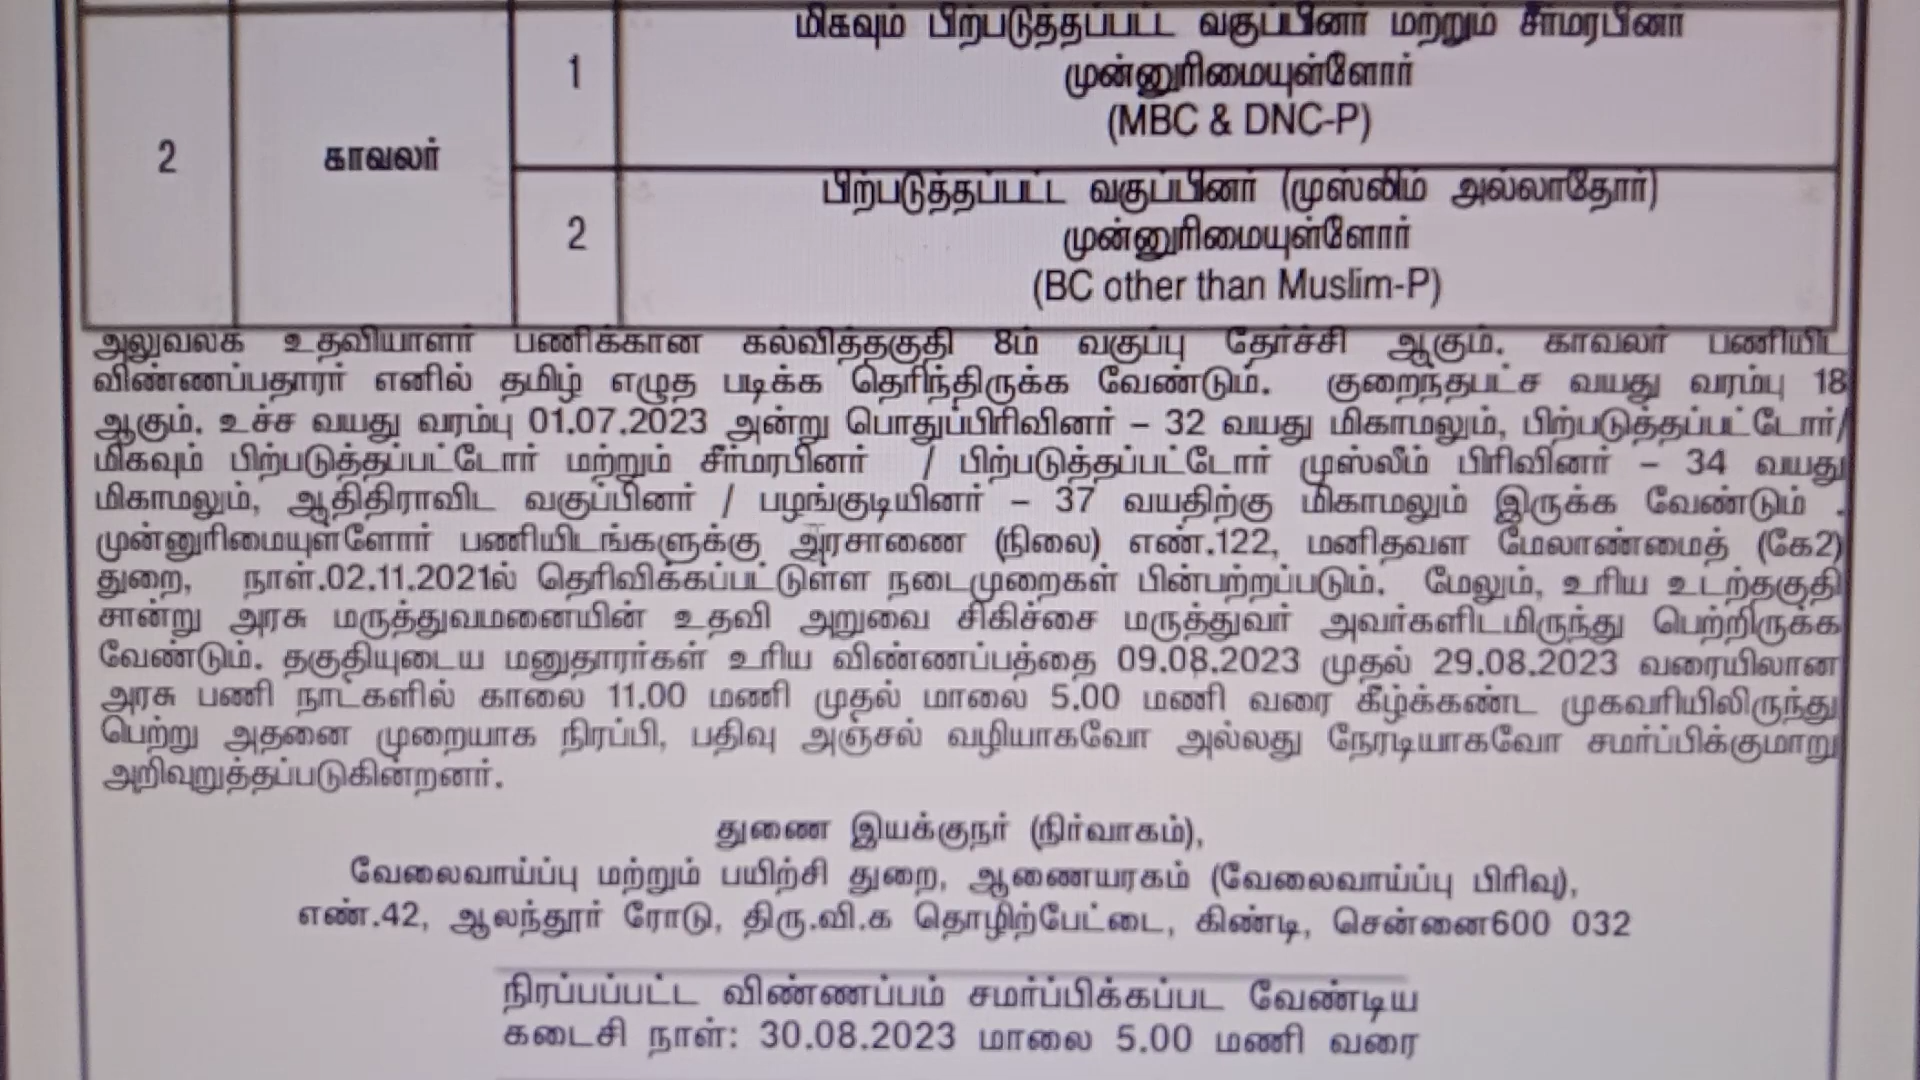 மிகவும் பிற்படுத்தப்பட்ட வகுப்பினர் மற்றும் சீர்மரபினர்
1 முன்னுரிமையுள்ளோர்
(MBC & DNC-P)
2 காவலர்
பிற்படுத்தப்பட்ட வகுப்பினர் (முஸ்லிம் அல்லாதோர்)
2 முன்னுரிமையுள்ளோர்
(BC other than Muslim-P)
அலுவலக உதவியாளர் பணிக்கான கல்வித்தகுதி 8ம் வகுப்பு தேர்ச்சி ஆகும். காவலர் பணியிட
விண்ணப்பதாரர் எனில் தமிழ் எழுத படிக்க தெரிந்திருக்க வேண்டும். குறைந்தபட்ச வயது வரம்பு 18
ஆகும். உச்ச வயது வரம்பு 01.07.2023 அன்று பொதுப்பிரிவினர் – 32 வயது மிகாமலும், பிற்படுத்தப்பட்டோர்/
மிகவும் பிற்படுத்தப்பட்டோர் மற்றும் சீர்மரபினர் / பிற்படுத்தப்பட்டோர் முஸ்லீம் பிரிவினர் – 34 வயது
மிகாமலும், ஆதிதிராவிட வகுப்பினர் / பழங்குடியினர் – 37 வயதிற்கு மிகாமலும் இருக்க வேண்டும் .
முன்னுரிமையுள்ளோர் பணியிடங்களுக்கு அரசாணை (நிலை) எண்.122, மனிதவள மேலாண்மைத் (கே2)
துறை, நாள்.02.11.2021ல் தெரிவிக்கப்பட்டுள்ள நடைமுறைகள் பின்பற்றப்படும். மேலும், உரிய உடற்தகுதி
சான்று அரசு மருத்துவமனையின் உதவி அறுவை சிகிச்சை மருத்துவர் அவர்களிடமிருந்து பெற்றிருக்க
வேண்டும். தகுதியுடைய மனுதாரர்கள் உரிய விண்ணப்பத்தை 09.08.2023 முதல் 29.08.2023 வரையிலான
அரசு பணி நாட்களில் காலை 11.00 மணி முதல் மாலை 5.00 மணி வரை கீழ்க்கண்ட முகவரியிலிருந்து
பெற்று அதனை முறையாக நிரப்பி, பதிவு அஞ்சல் வழியாகவோ அல்லது நேரடியாகவோ சமர்ப்பிக்குமாறு
அறிவுறுத்தப்படுகின்றனர்.
துணை இயக்குநர் (நிர்வாகம்),
வேலைவாய்ப்பு மற்றும் பயிற்சி துறை, ஆணையரகம் (வேலைவாய்ப்பு பிரிவு),
எண்.42, ஆலந்தூர் ரோடு, திரு.வி.க தொழிற்பேட்டை, கிண்டி, சென்னை600 032
நிரப்பப்பட்ட விண்ணப்பம் சமர்ப்பிக்கப்பட வேண்டிய
கடைசி நாள்: 30.08.2023 மாலை 5.00 மணி வரை